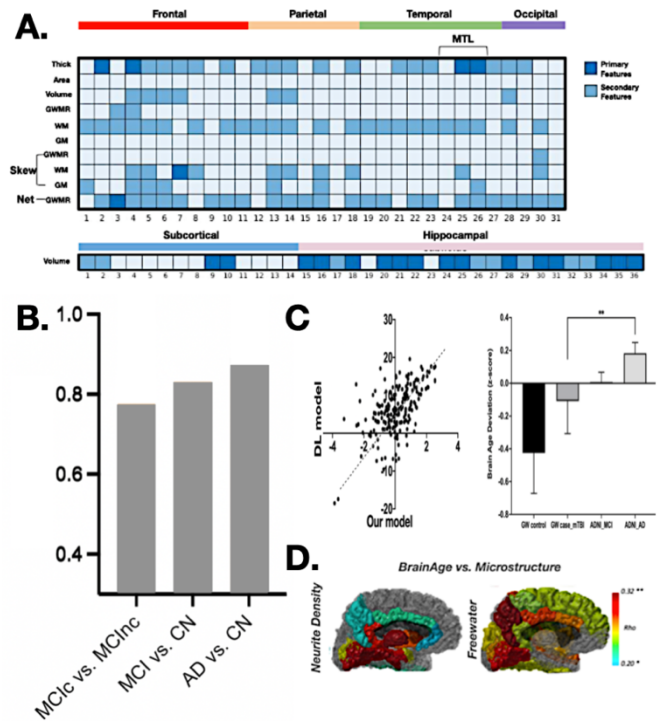 A.
Frontal Parietal Temporal Occipital
MTL
Thick
Area
Volume
GWMR
WM
GM
GWMR
Skew WM
GM
Net GWMR
Primary
Features
Secondary
Features
1 2 3 4 5 6 7 8 9 10 11 12 13 14 15 16 17 18 19 20 21 22 23 24 25 26 27 28 29 30 31
Subcortical Hippocampal
Volume
1 2 3 4 5 6 7 8 9 10 11 12 13 14 15 16 17 18 19 20 21 22 23 24 25 26 27 28 29 30 31 32 33 34 35 36
B.
1.0
0.8
0.6
0.4
MCIc vs. MCInc
MCI vs. CN
AD vs. CN
C
DL model
30
20
10
-10
-20
-4 -2 2 4
Our model
Brain Age Deviation (z-score)
0.4
0.2
0.0
-0.2
-0.4
-0.6
-0.8
**
GW control GW case_mTBI ADNI_MCI ADNI_AD
D.
BrainAge vs. Microstructure
Neurite Density
Freewater
0.32 **
Rho
0.20 *